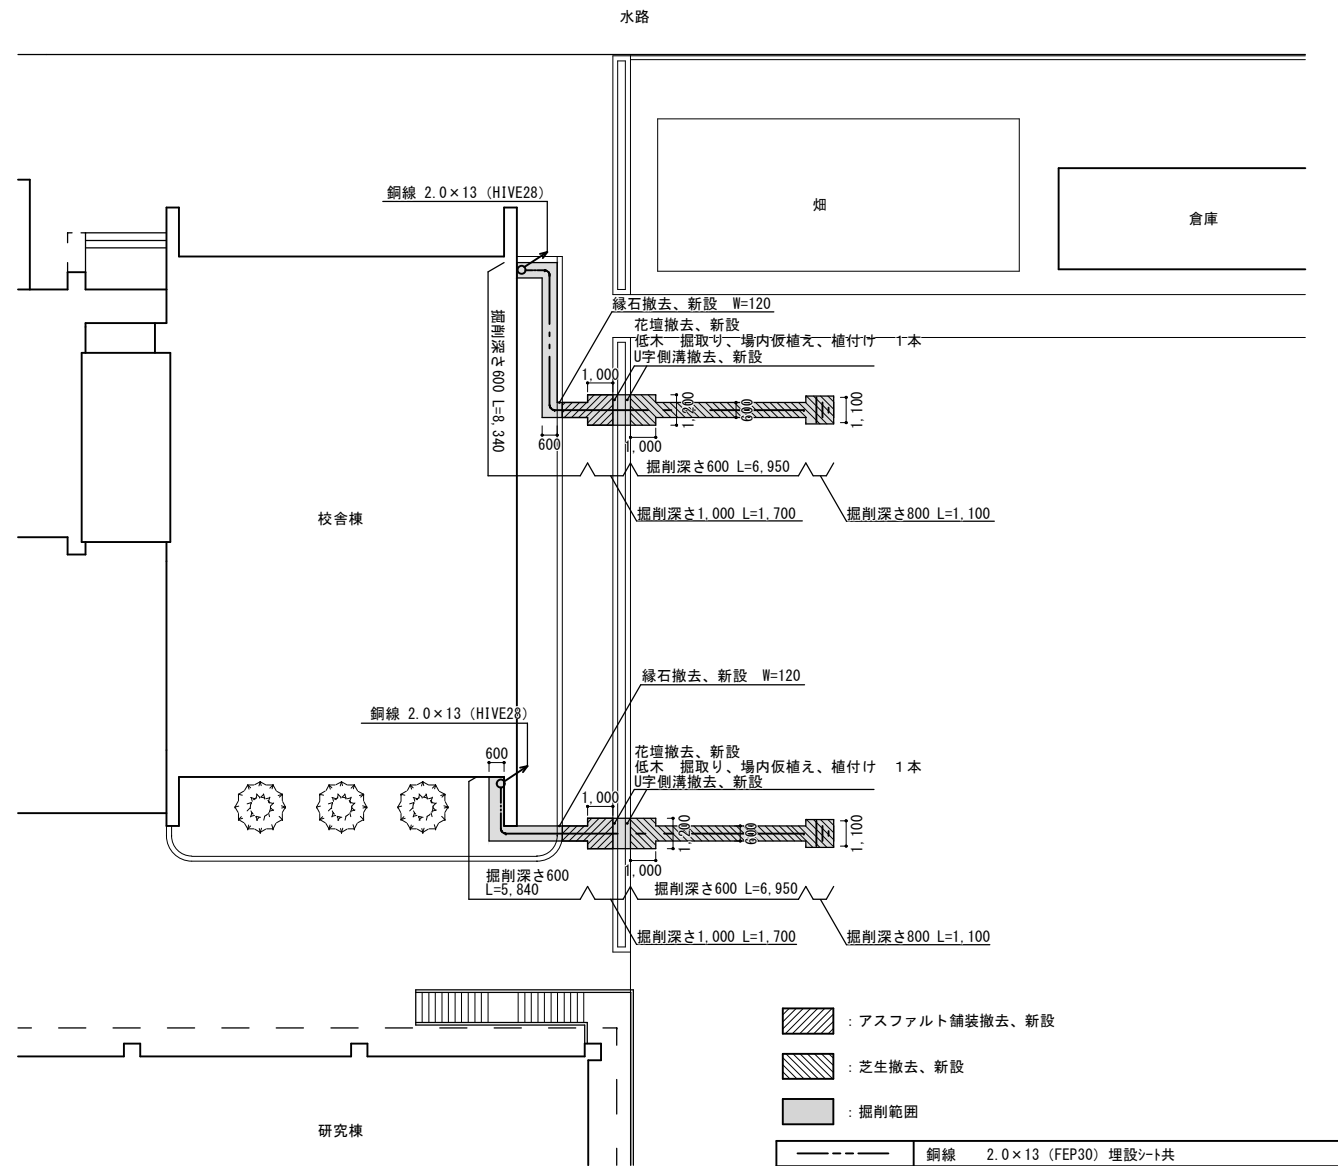 水路
銅線 2.0×13 (HIVE28)
畑
倉庫
縁石撤去、新設 W=120
花壇撤去、新設
低木 掘取り、場内仮植え、植付け 1本
U字側溝撤去、新設
掘削深さ600 L=8,340
1,000
1,200
600
1,100
600
1,000
掘削深さ600 L=6,950
掘削深さ1,000 L=1,700
掘削深さ800 L=1,100
校舎棟
縁石撤去、新設 W=120
銅線 2.0×13 (HIVE28)
600
花壇撤去、新設
低木 掘取り、場内仮植え、植付け 1本
U字側溝撤去、新設
1,000
1,200
600
1,100
1,000
掘削深さ600
L=5,840
掘削深さ600 L=6,950
掘削深さ1,000 L=1,700
掘削深さ800 L=1,100
：アスファルト舗装撤去、新設
：芝生撤去、新設
：掘削範囲
研究棟
銅線 2.0×13 (FEP30) 埋設シート共